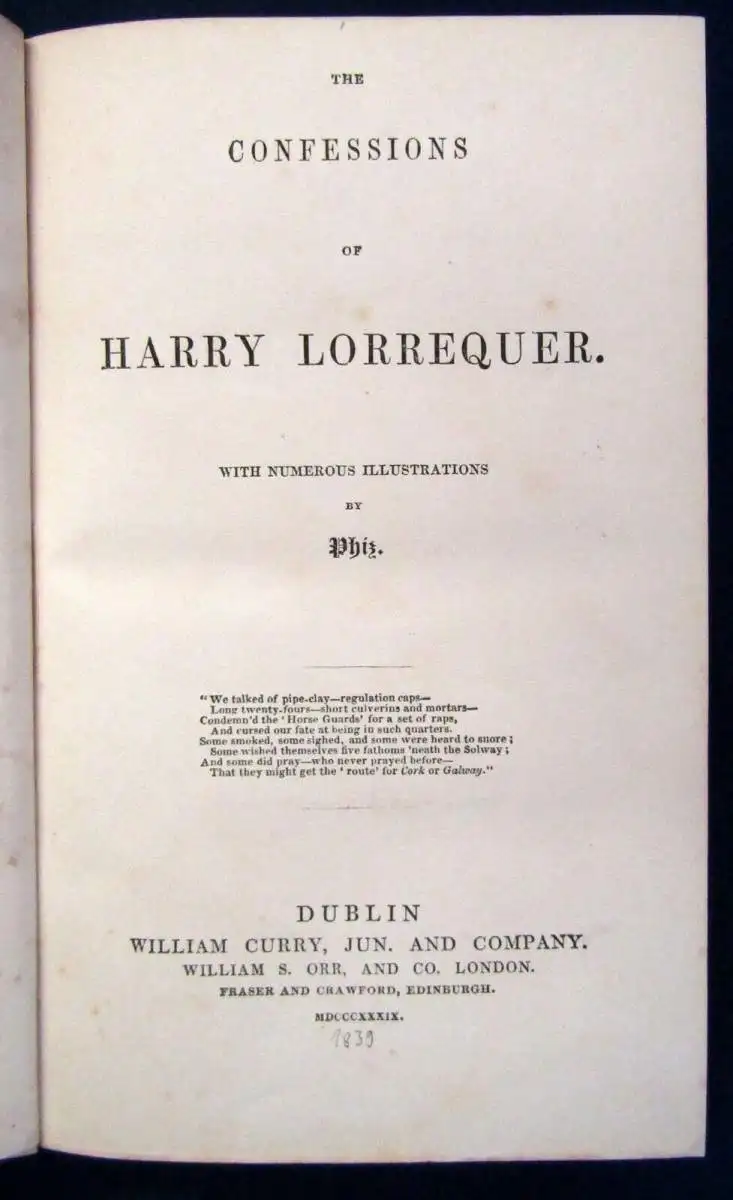 THE
CONFESSIONS
OF
HARRY LORREQUER.
WITH NUMEROUS ILLUSTRATIONS
BY
Phiz.
"We talked of pipe-clay—regulation caps—
Long twenty-fours—short culverins and mortars—
Condemn'd the 'Horse Guards' for a set of raps,
And cursed our fate at being in such quarters.
Some smoked, some sighed, and some were heard to snore;
Some wished themselves five fathoms 'neath the Solway;
And some did pray—who never prayed before—
That they might get the 'route' for Cork or Galway."
DUBLIN
WILLIAM CURRY, JUN. AND COMPANY.
WILLIAM S. ORR, AND CO. LONDON.
FRASER AND CRAWFORD, EDINBURGH.
MDCCCXXXIX.
1839